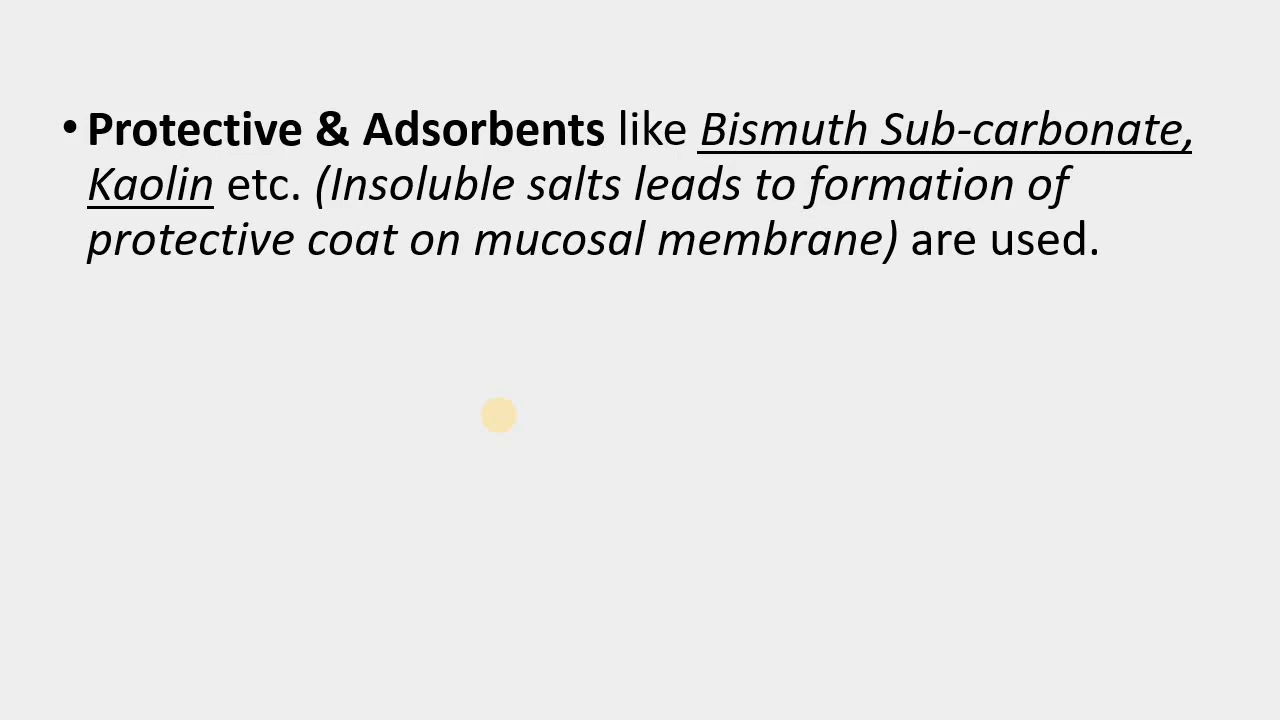 • Protective & Adsorbents like Bismuth Sub-carbonate,
Kaolin etc. (Insoluble salts leads to formation of
protective coat on mucosal membrane) are used.